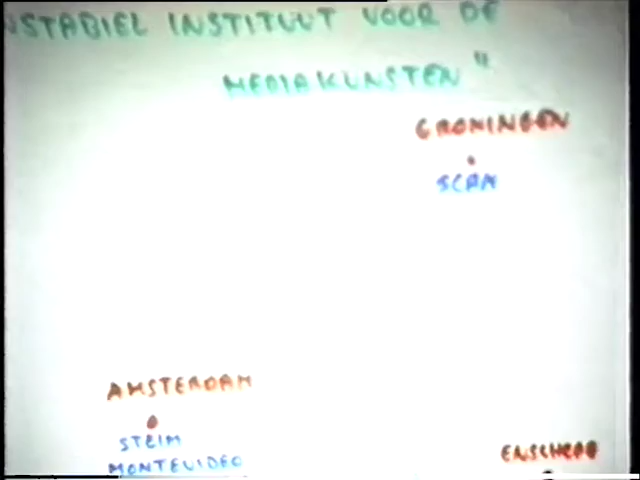 NSTABIEL INSTITUUT VOOR DE
MEDIAKUNSTEN"
GRONINGEN
SCAN
AMSTERDAM
STEIM
MONTEVIDEO
ENSCHEDE